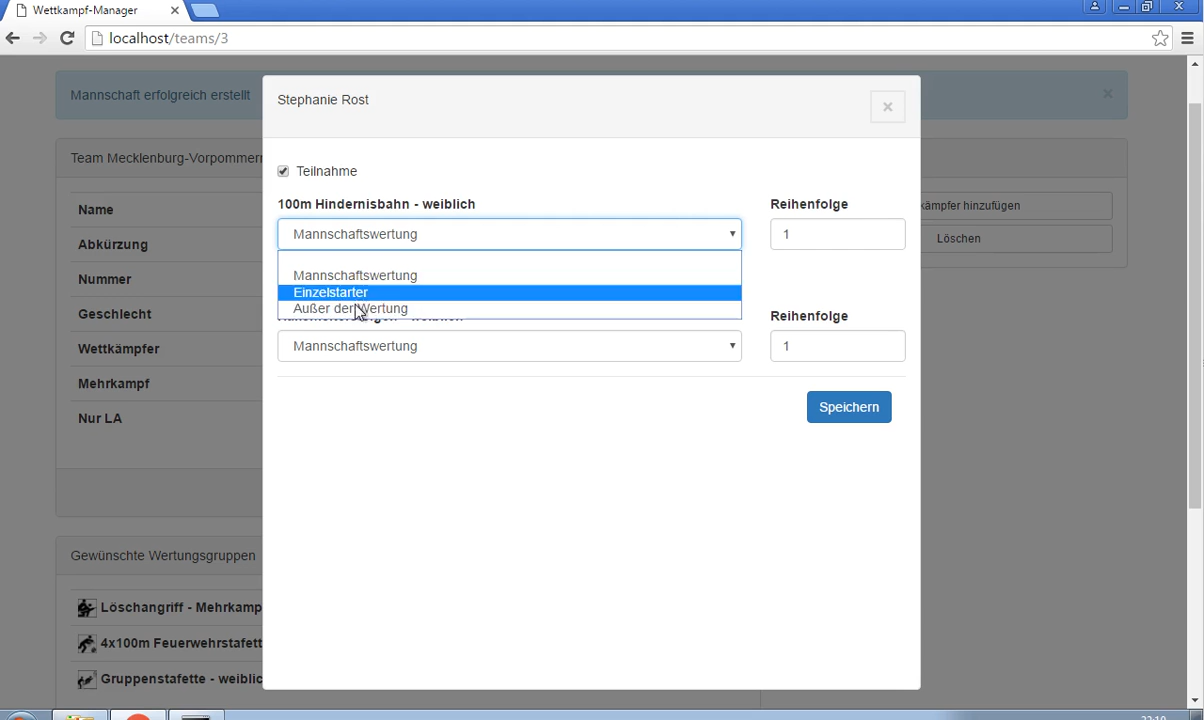 Wettkampf-Manager
localhost/teams/3
Mannschaft erfolgreich erstellt
Stephanie Rost
Team Mecklenburg-Vorpommern
Teilnahme
100m Hindernisbahn - weiblich
Reihenfolge
Mannschaftswertung
1
Mannschaftswertung
Einzelstarter
Außer der Wertung
Reihenfolge
Mannschaftswertung
1
Speichern
Name
Abkürzung
Nummer
Geschlecht
Wettkämpfer
Mehrkampf
Nur LA
kämpfer hinzufügen
Löschen
Gewünschte Wertungsgruppen
Löschangriff - Mehrkamp
4x100m Feuerwehrstafett
Gruppenstafette - weiblic